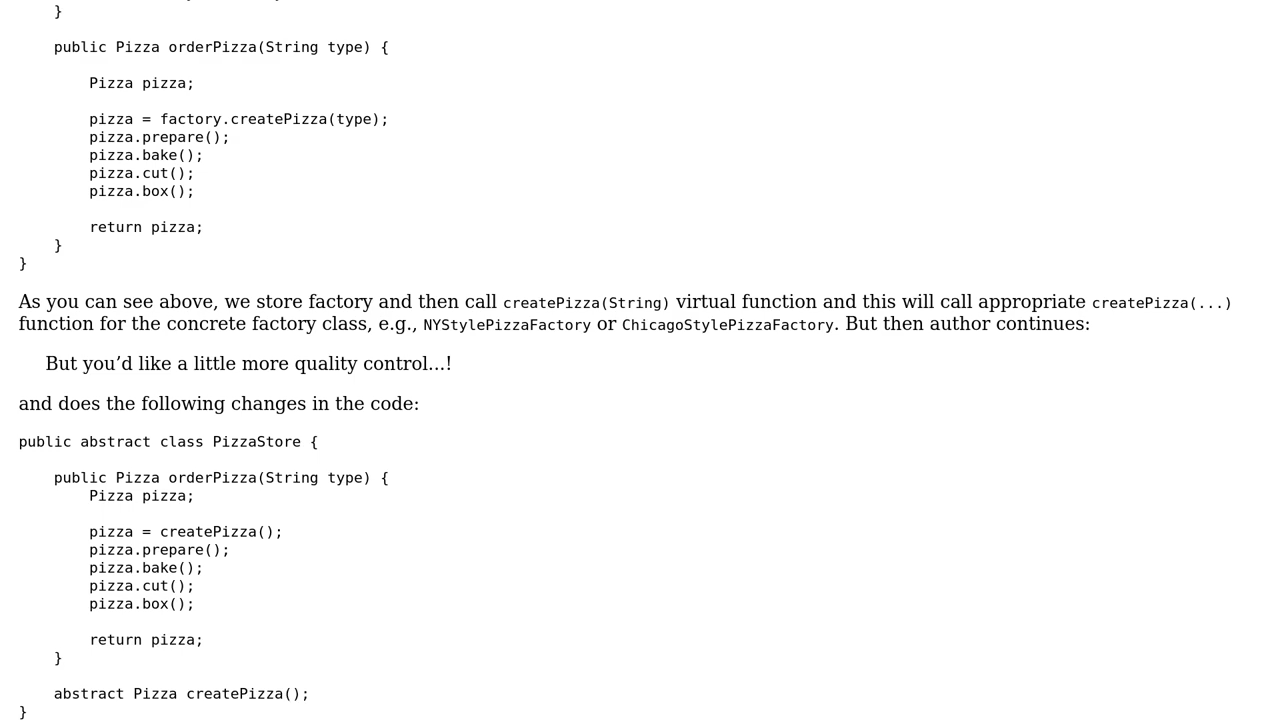 }
public Pizza orderPizza(String type) {
Pizza pizza;
pizza = factory.createPizza(type);
pizza.prepare();
pizza.bake();
pizza.cut();
pizza.box();
return pizza;
}
}
As you can see above, we store factory and then call createPizza(String) virtual function and this will call appropriate createPizza(...)
function for the concrete factory class, e.g., NYStylePizzaFactory or ChicagoStylePizzaFactory. But then author continues:
But you’d like a little more quality control...!
and does the following changes in the code:
public abstract class PizzaStore {
public Pizza orderPizza(String type) {
Pizza pizza;
pizza = createPizza();
pizza.prepare();
pizza.bake();
pizza.cut();
pizza.box();
return pizza;
}
abstract Pizza createPizza();
}